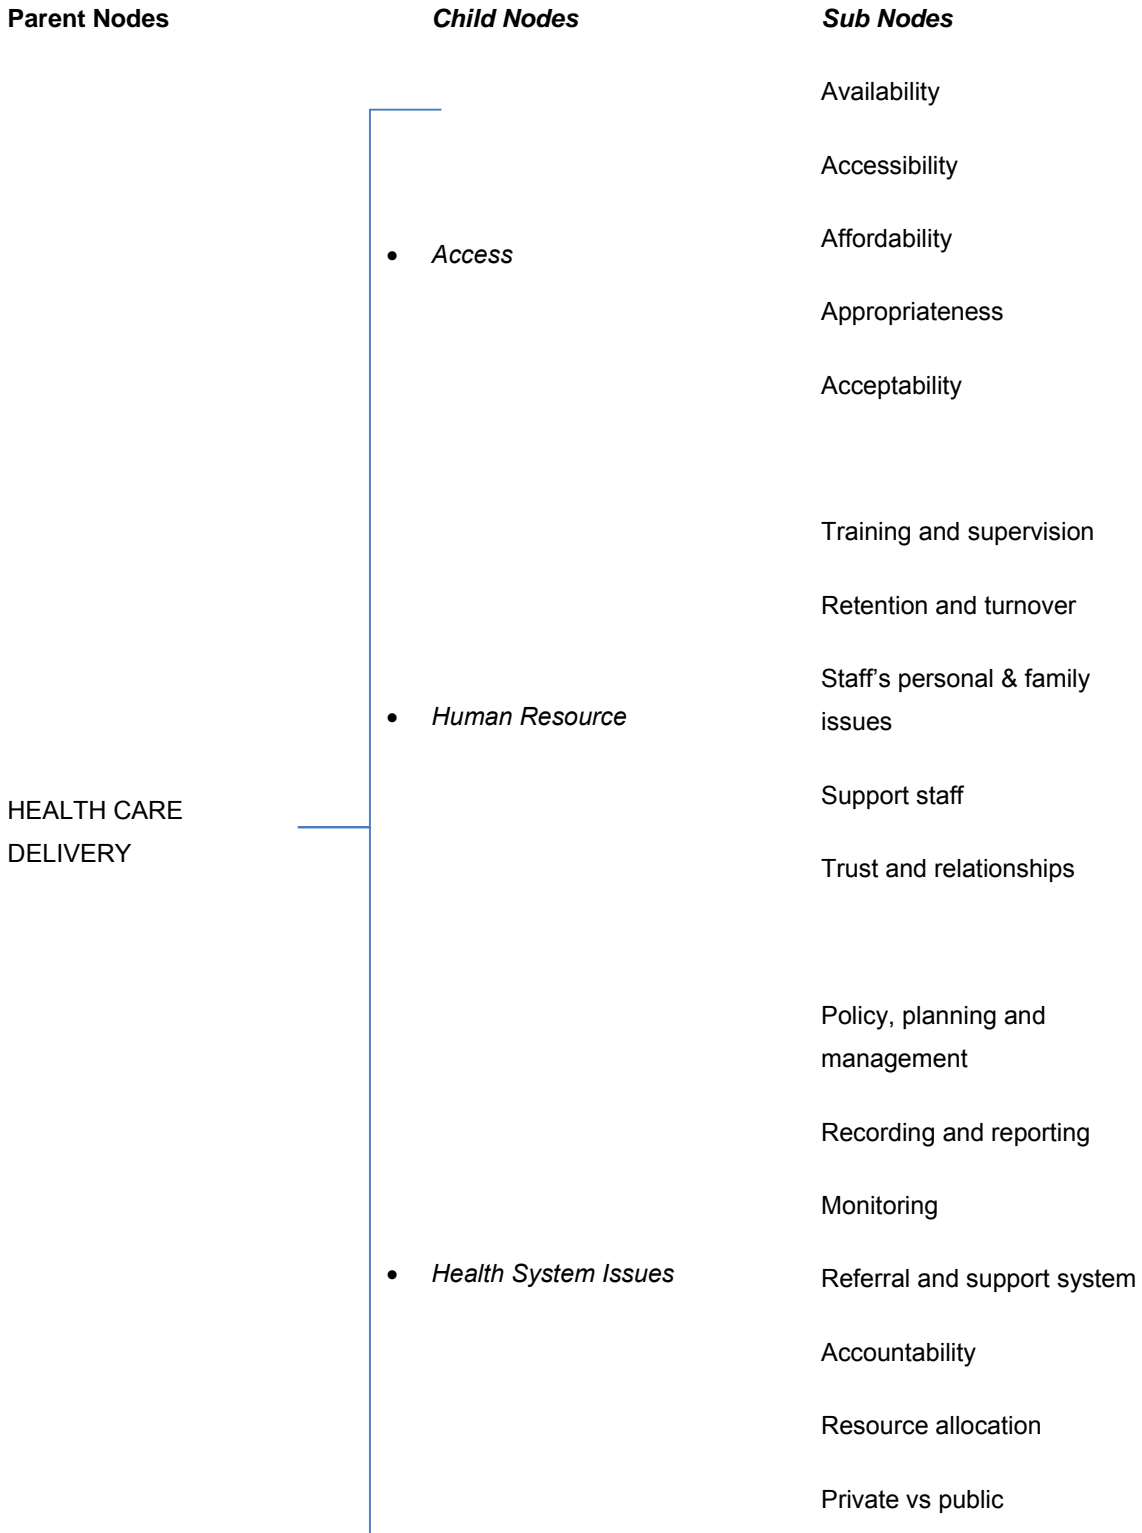 Parent Nodes Child Nodes Sub Nodes
Availability
Accessibility
Affordability
• Access
Appropriateness
Acceptability
Training and supervision
Retention and turnover
Staff’s personal & family
issues
• Human Resource
Support staff
HEALTH CARE
DELIVERY
Trust and relationships
Policy, planning and
management
Recording and reporting
Monitoring
• Health System Issues
Referral and support system
Accountability
Resource allocation
Private vs public